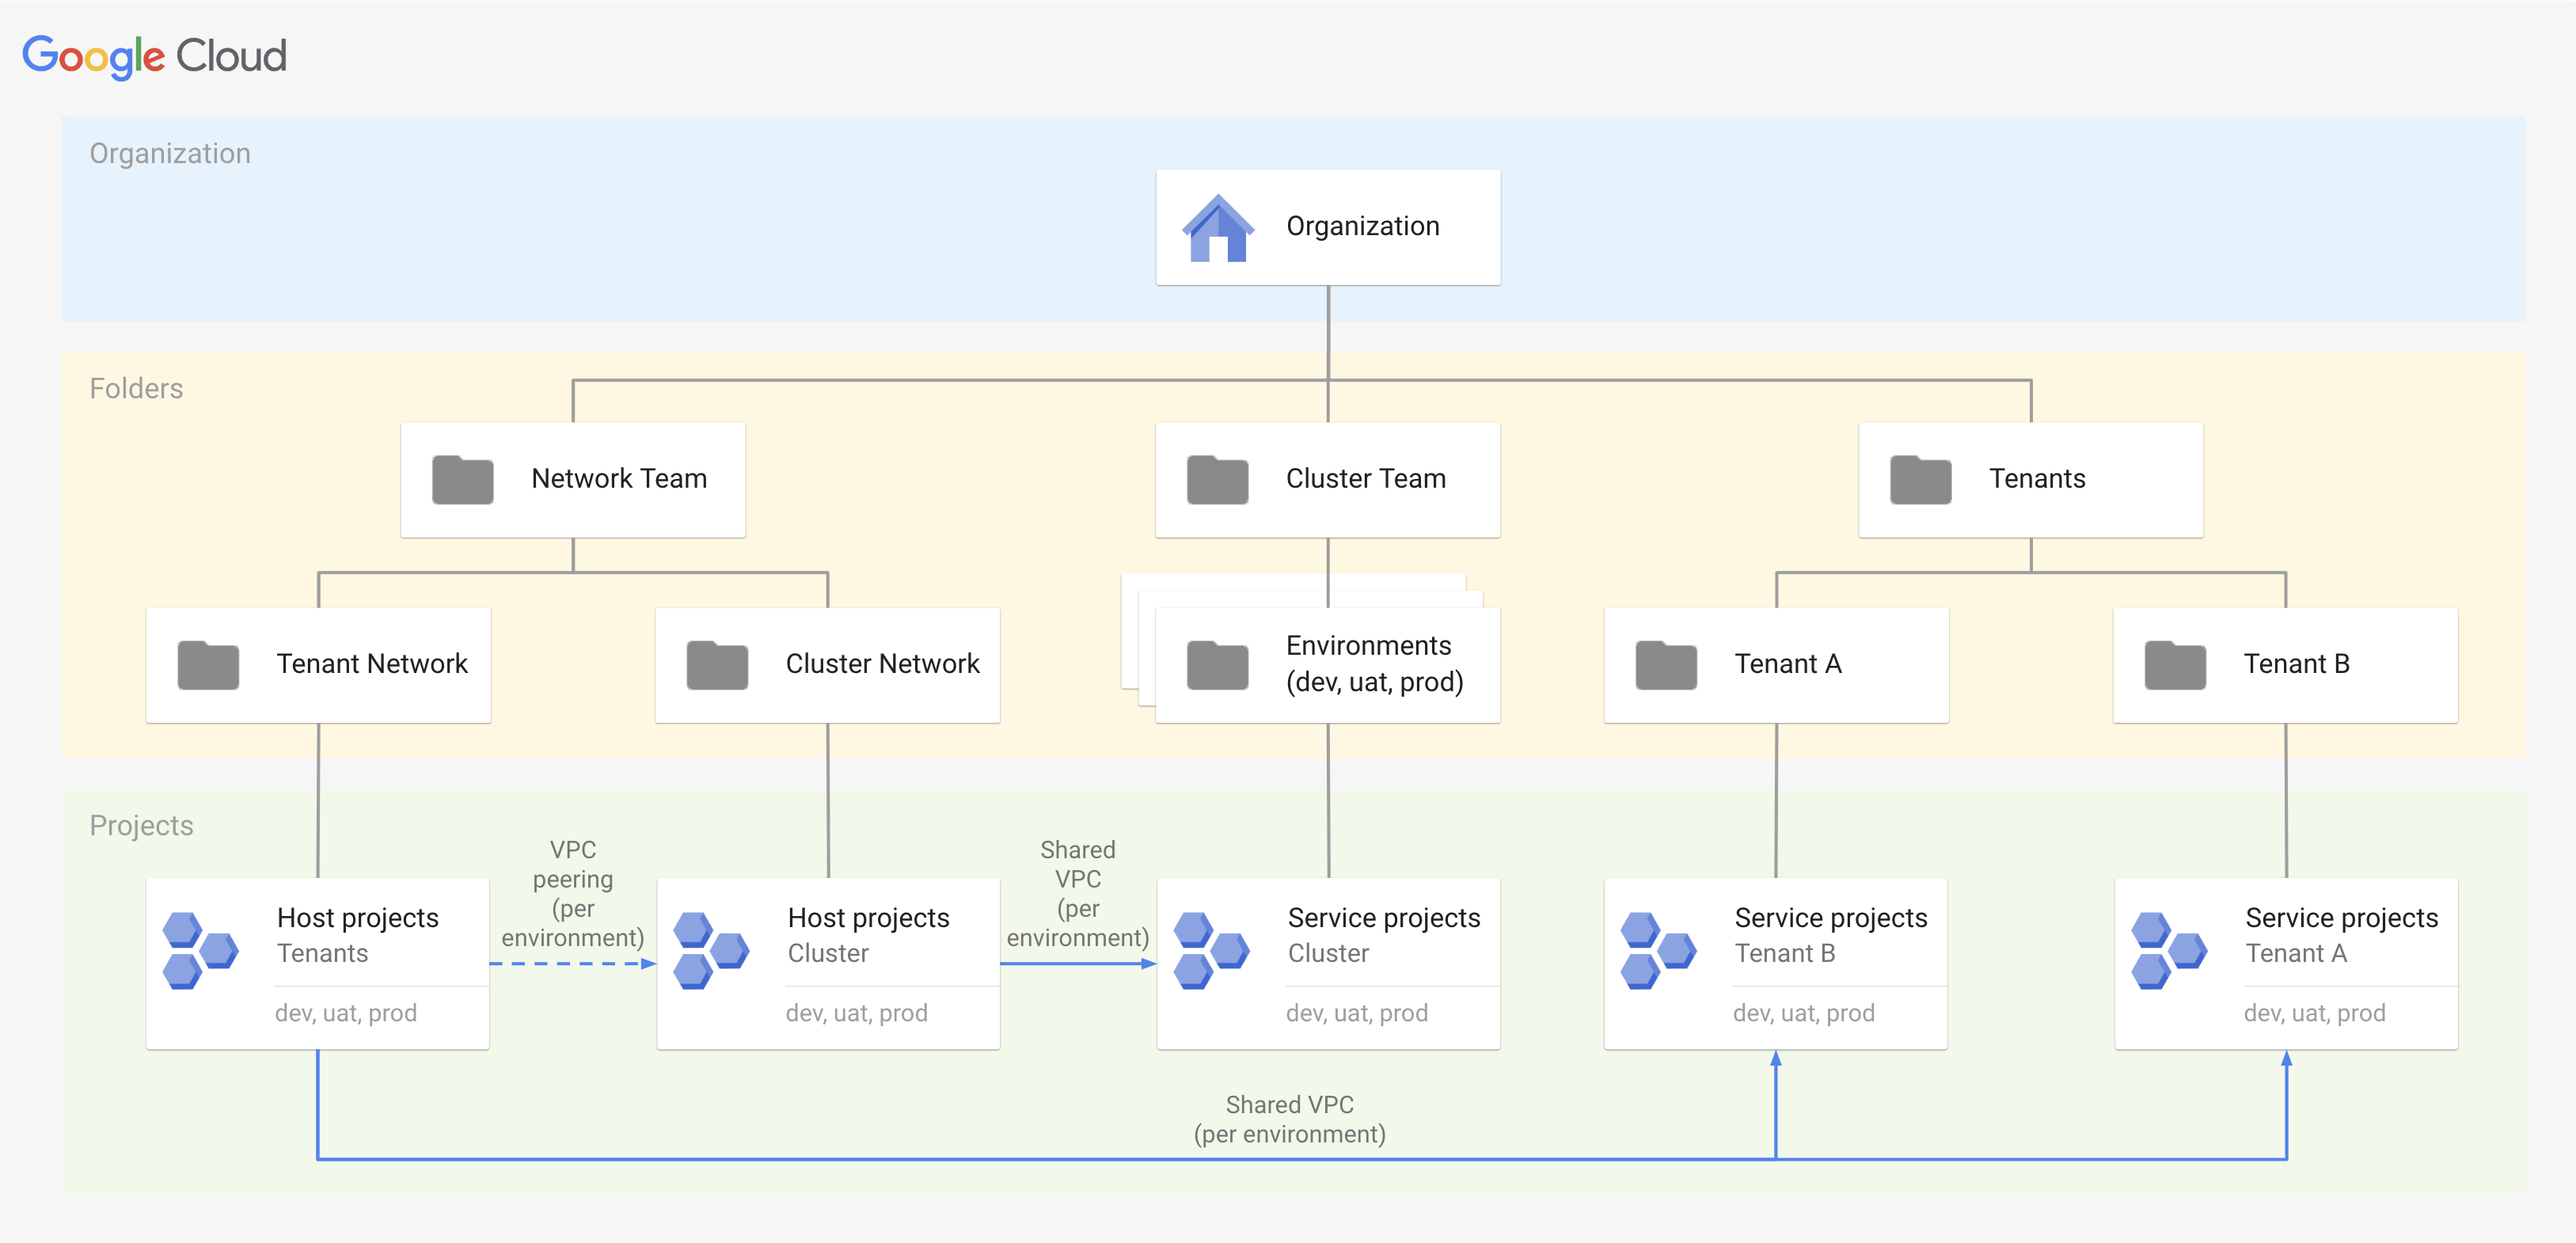 Google Cloud
Organization
Organization
Folders
Network Team
Cluster Team
Tenants
Tenant Network
Cluster Network
Environments
(dev, uat, prod)
Tenant A
Tenant B
Projects
VPC
peering
(per
environment)
Shared
VPC
(per
environment)
Host projects
Tenants
dev, uat, prod
Host projects
Cluster
dev, uat, prod
Service projects
Cluster
dev, uat, prod
Service projects
Tenant B
dev, uat, prod
Service projects
Tenant A
dev, uat, prod
Shared VPC
(per environment)